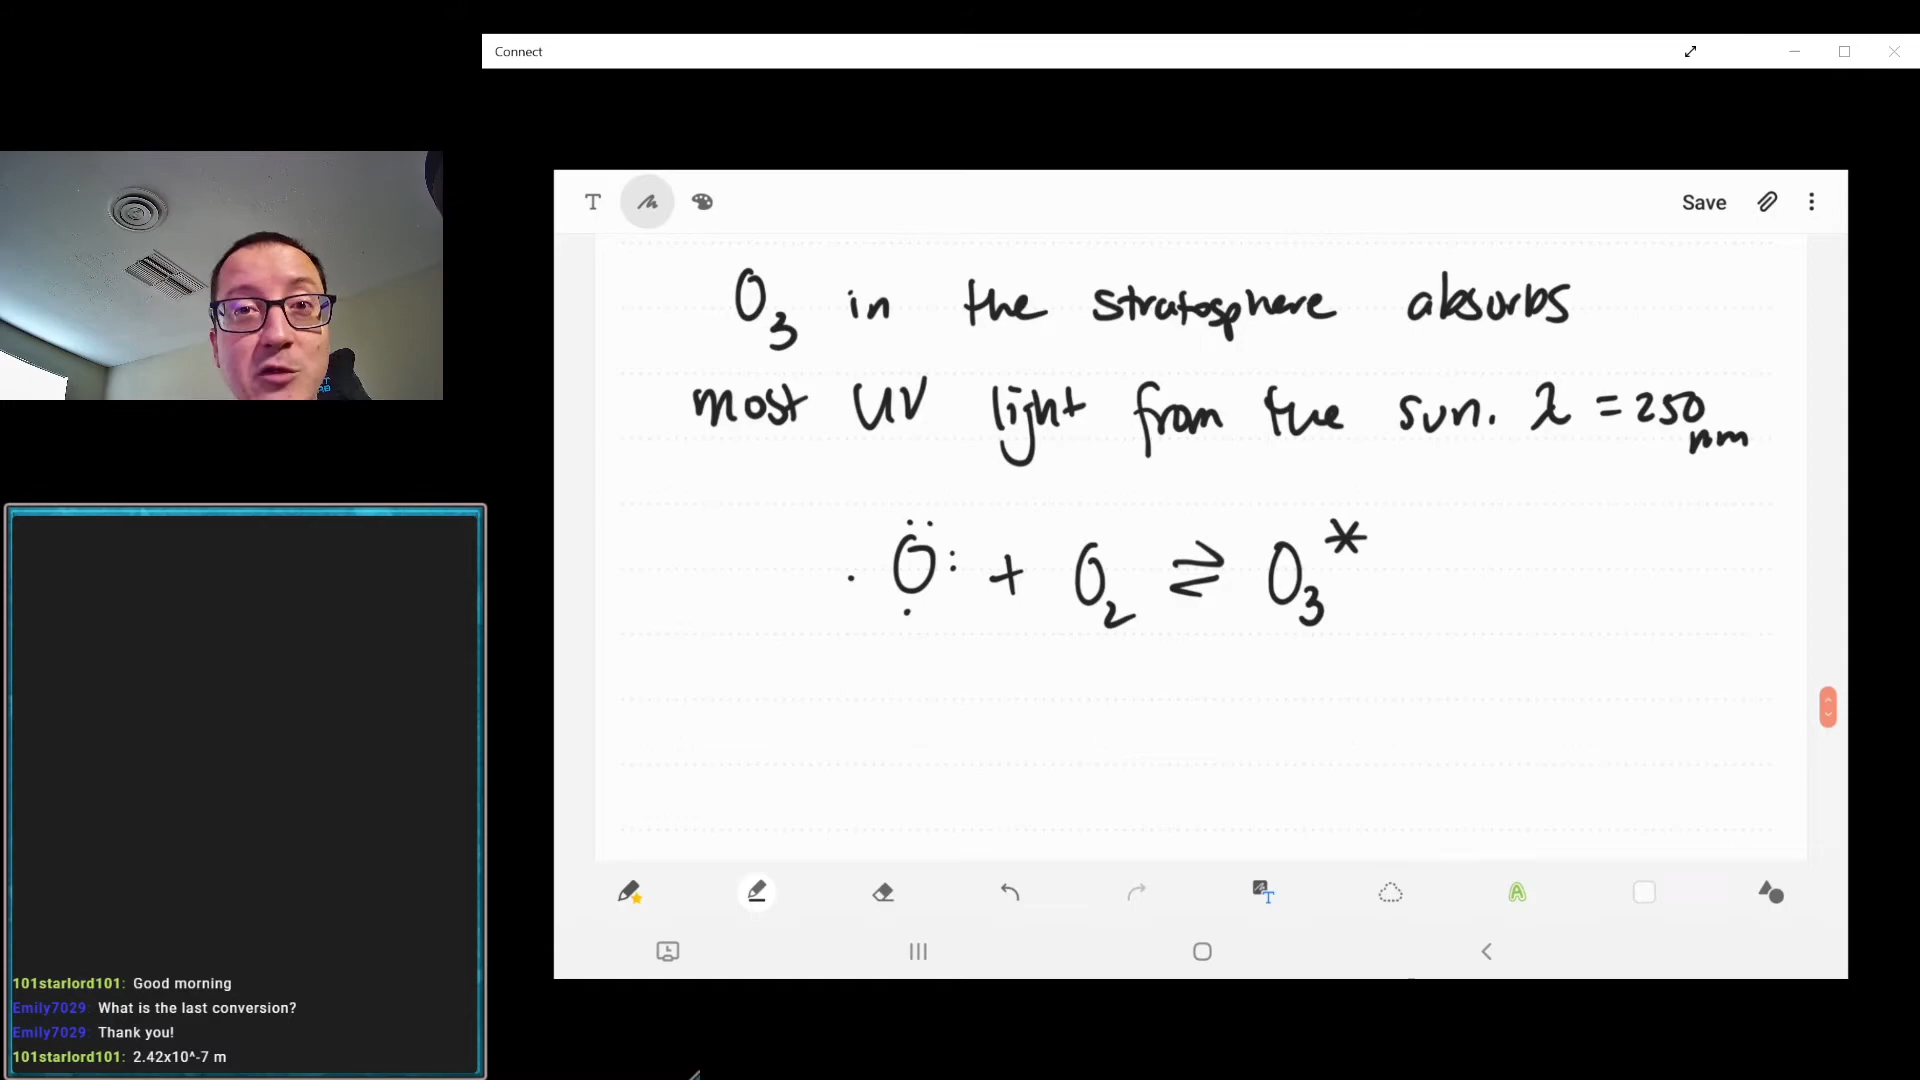 Connect
T
Save
O₃ in the stratosphere absorbs
most UV light from the sun. λ = 250 nm
·Ö: + O₂ ⇌ O₃*
101starlord101: Good morning
Emily7029: What is the last conversion?
Emily7029: Thank you!
101starlord101: 2.42x10^-7 m